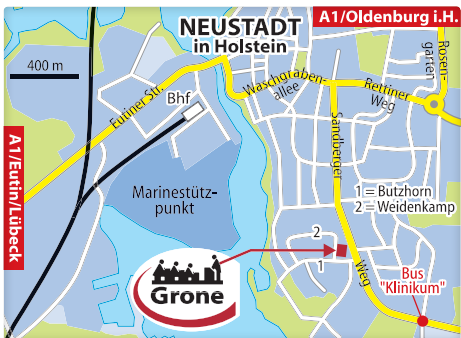 NEUSTADT
in Holstein
A1/Oldenburg i.H.
400 m
Rosen-
garten
Waschgraben-
allee
Rettiner
Weg
Eutiner Str.
Bhf
Sandberger
Weg
A1/Eutin/Lübeck
Marinestütz-
punkt
1 = Butzhorn
2 = Weidenkamp
2
1
Grone
Bus
"Klinikum"